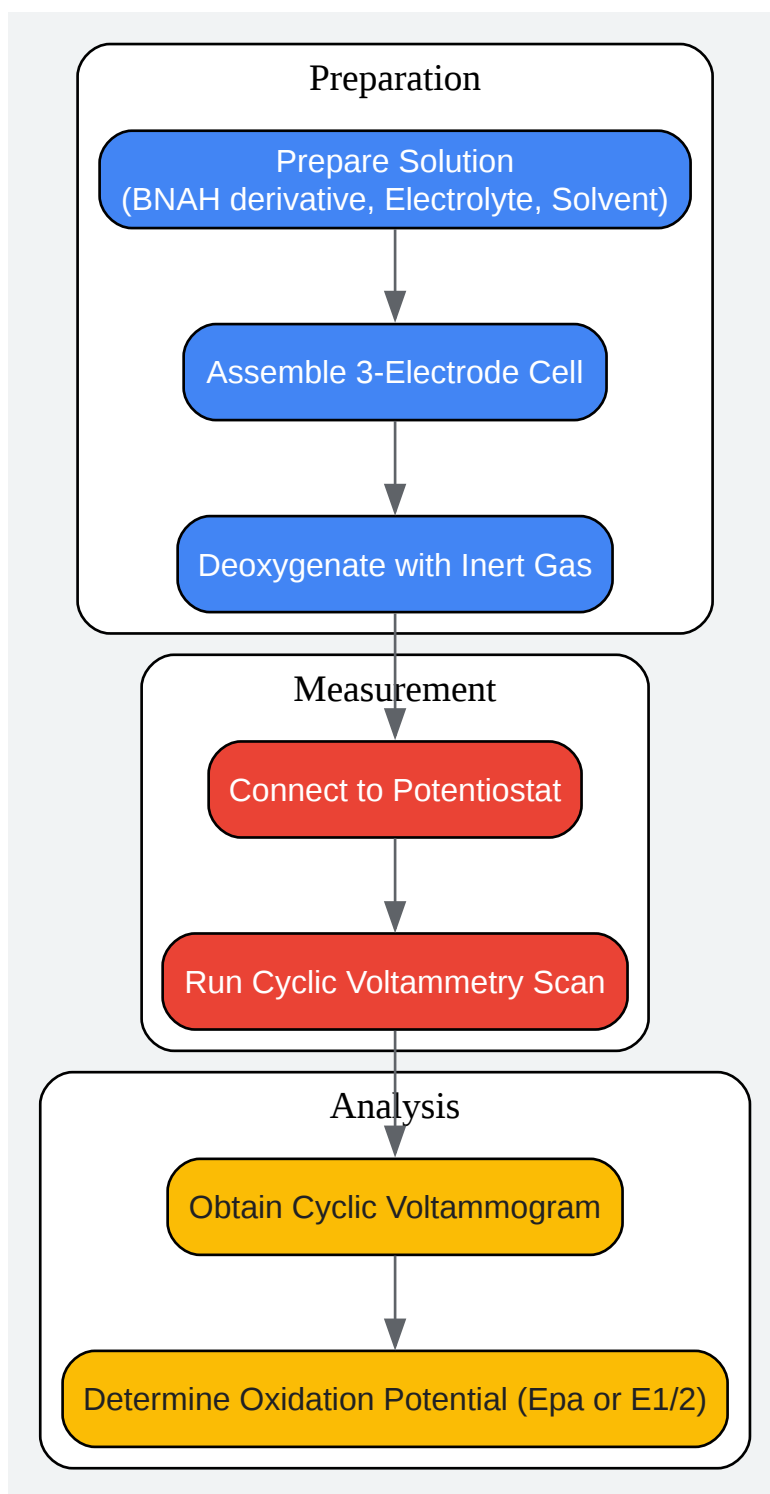 Preparation
Prepare Solution
(BNAH derivative, Electrolyte, Solvent)
Assemble 3-Electrode Cell
Deoxygenate with Inert Gas
Measurement
Connect to Potentiostat
Run Cyclic Voltammetry Scan
Analysis
Obtain Cyclic Voltammogram
Determine Oxidation Potential (Epa or E1/2)